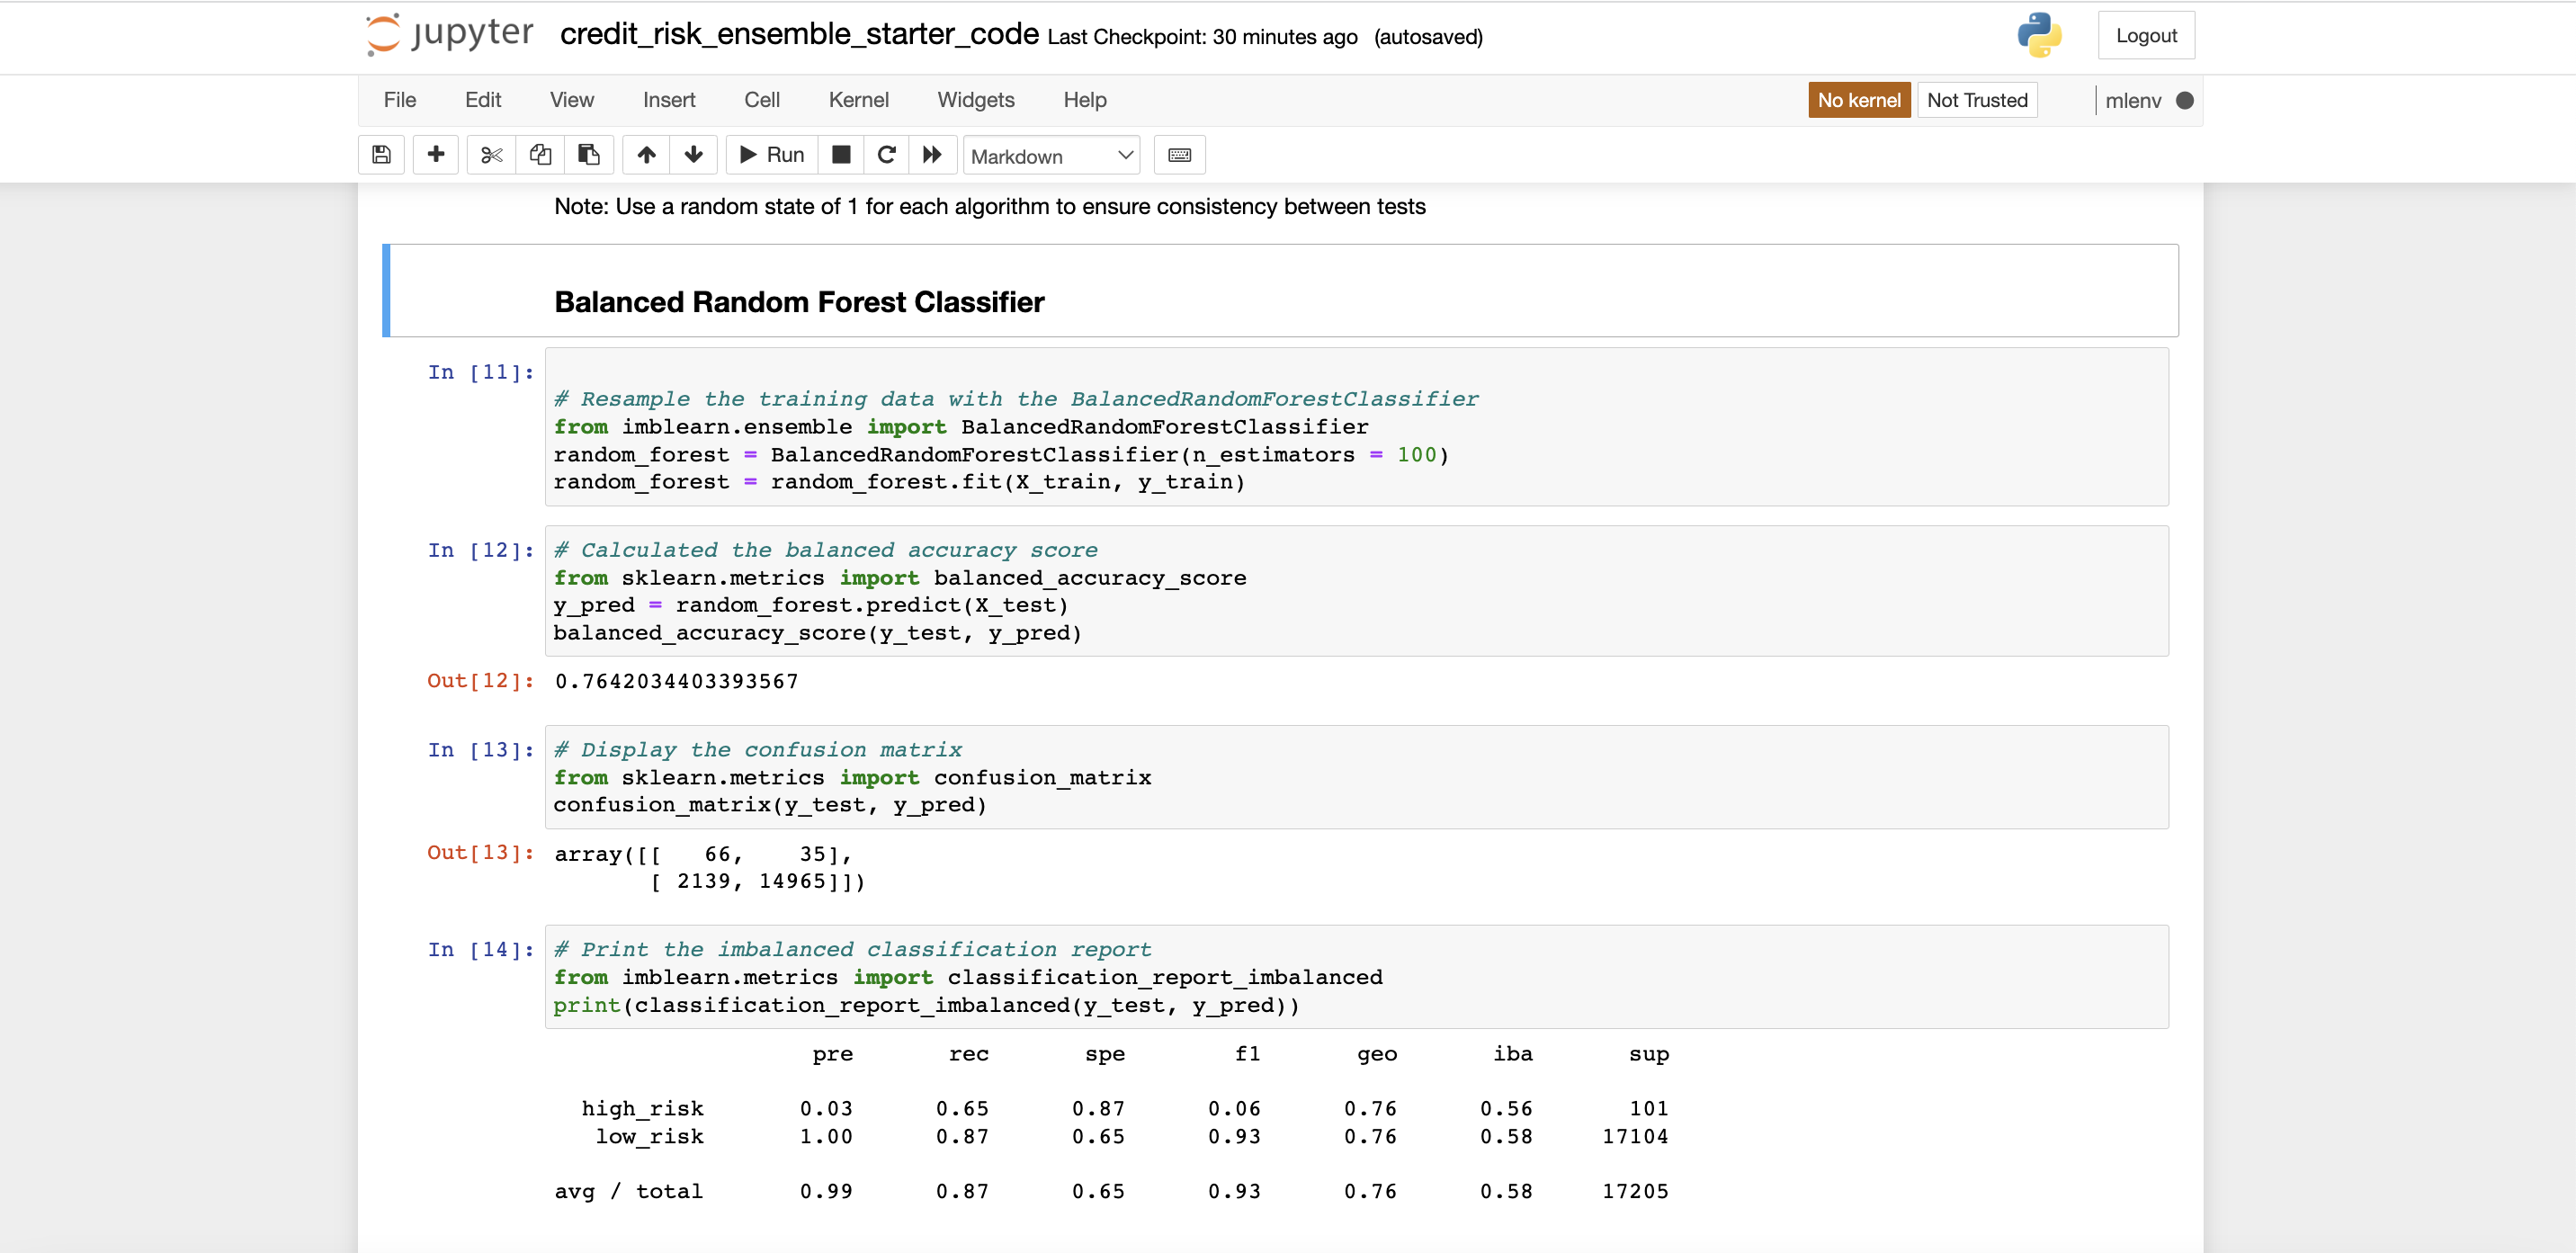 jupyter credit_risk_ensemble_starter_code Last Checkpoint: 30 minutes ago (autosaved) Logout
File Edit View Insert Cell Kernel Widgets Help No kernel Not Trusted mlenv
Run Markdown
Note: Use a random state of 1 for each algorithm to ensure consistency between tests
Balanced Random Forest Classifier
In [11]:
# Resample the training data with the BalancedRandomForestClassifier
from imblearn.ensemble import BalancedRandomForestClassifier
random_forest = BalancedRandomForestClassifier(n_estimators = 100)
random_forest = random_forest.fit(X_train, y_train)
In [12]: # Calculated the balanced accuracy score
from sklearn.metrics import balanced_accuracy_score
y_pred = random_forest.predict(X_test)
balanced_accuracy_score(y_test, y_pred)
Out[12]: 0.7642034403393567
In [13]: # Display the confusion matrix
from sklearn.metrics import confusion_matrix
confusion_matrix(y_test, y_pred)
Out[13]: array([[   66,    35],
       [ 2139, 14965]])
In [14]: # Print the imbalanced classification report
from imblearn.metrics import classification_report_imbalanced
print(classification_report_imbalanced(y_test, y_pred))
pre rec spe f1 geo iba sup
high_risk 0.03 0.65 0.87 0.06 0.76 0.56 101
low_risk 1.00 0.87 0.65 0.93 0.76 0.58 17104
avg / total 0.99 0.87 0.65 0.93 0.76 0.58 17205